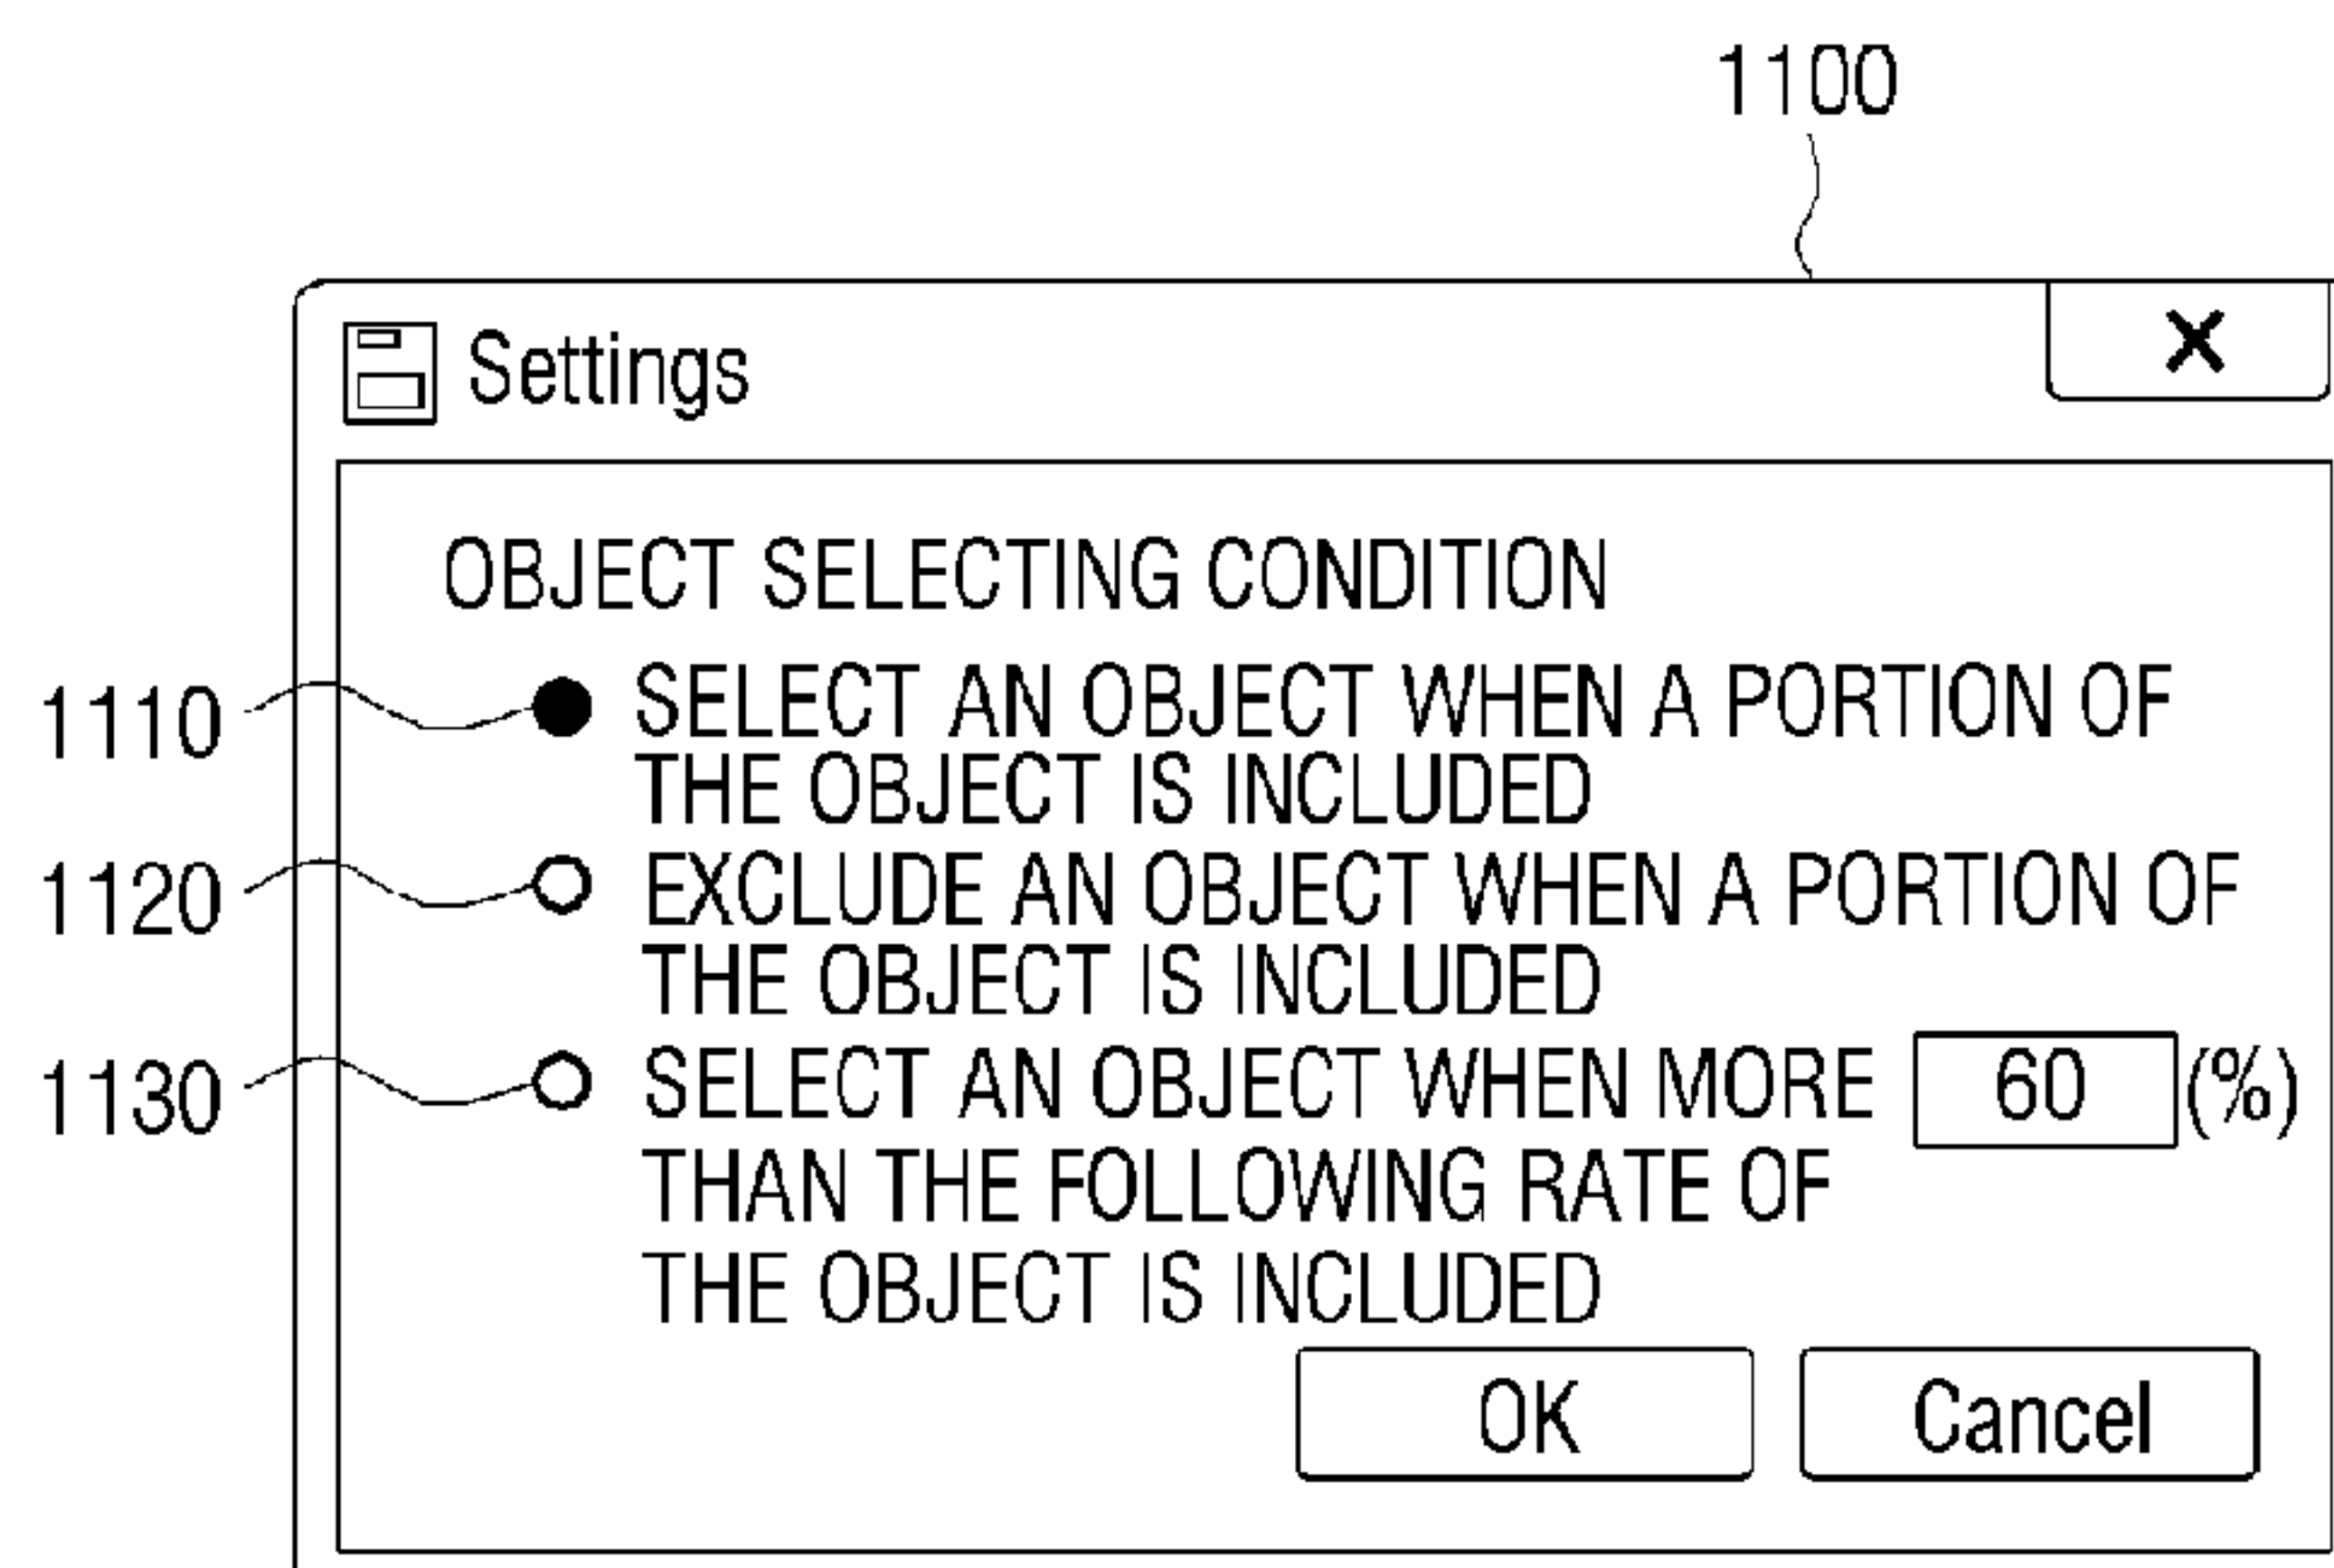 1100
Settings
OBJECT SELECTING CONDITION
1110 SELECT AN OBJECT WHEN A PORTION OF
THE OBJECT IS INCLUDED
1120 EXCLUDE AN OBJECT WHEN A PORTION OF
THE OBJECT IS INCLUDED
1130 SELECT AN OBJECT WHEN MORE 60 (%)
THAN THE FOLLOWING RATE OF
THE OBJECT IS INCLUDED
OK Cancel